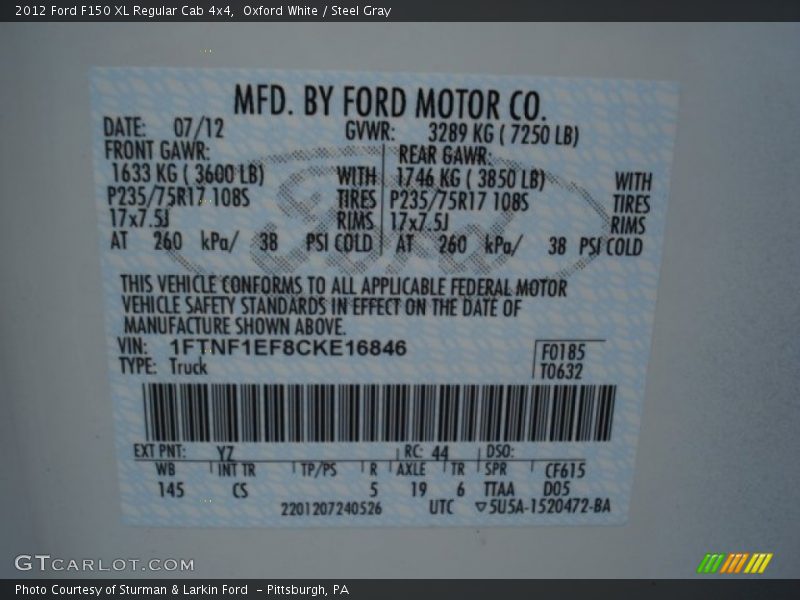 2012 Ford F150 XL Regular Cab 4x4,  Oxford White / Steel Gray
MFD. BY FORD MOTOR CO.
DATE: 07/12 GVWR: 3289 KG ( 7250 LB)
FRONT GAWR: REAR GAWR:
1633 KG ( 3600 LB) WITH 1746 KG ( 3850 LB) WITH
P235/75R17 108S TIRES P235/75R17 108S TIRES
17x7.5J RIMS 17x7.5J RIMS
AT 260 kPa/ 38 PSI COLD AT 260 kPa/ 38 PSI COLD
Ford
THIS VEHICLE CONFORMS TO ALL APPLICABLE FEDERAL MOTOR
VEHICLE SAFETY STANDARDS IN EFFECT ON THE DATE OF
MANUFACTURE SHOWN ABOVE.
VIN: 1FTNF1EF8CKE16846 F0185
TYPE: Truck T0632
EXT PNT: YZ RC: 44 DSO:
WB INT TR TP/PS R AXLE TR SPR CF615
145 CS 5 19 6 TTAA D05
2201207240526 UTC ▽5U5A-1520472-BA
GTCARLOT.COM
Photo Courtesy of Sturman & Larkin Ford  - Pittsburgh, PA